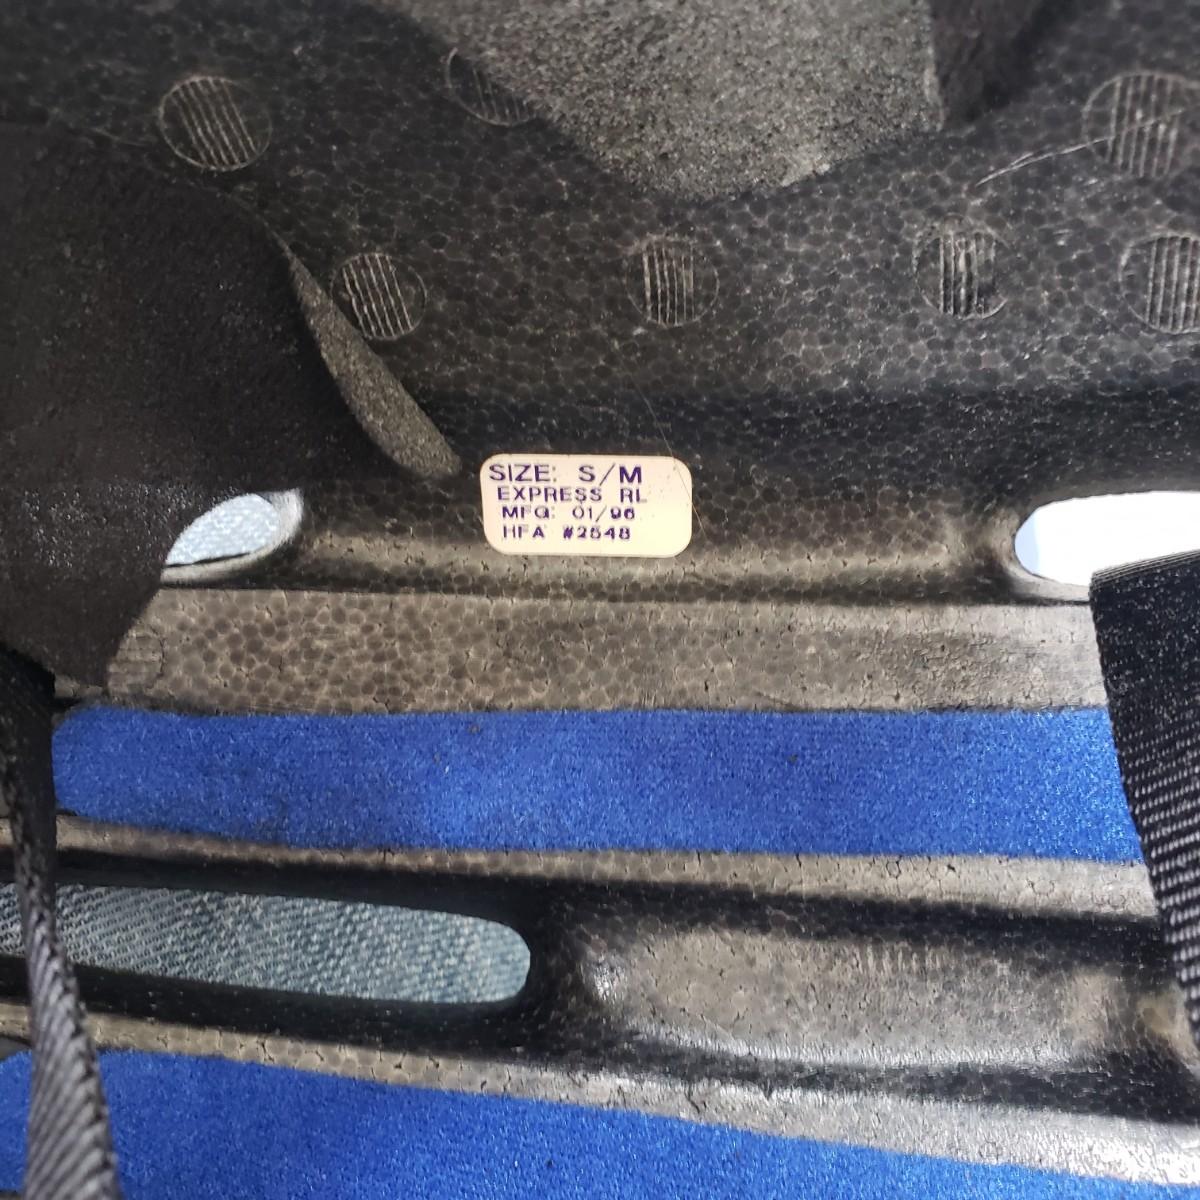 SIZE: S/M
EXPRESS RL
MFG: 01/96
HFA #2548